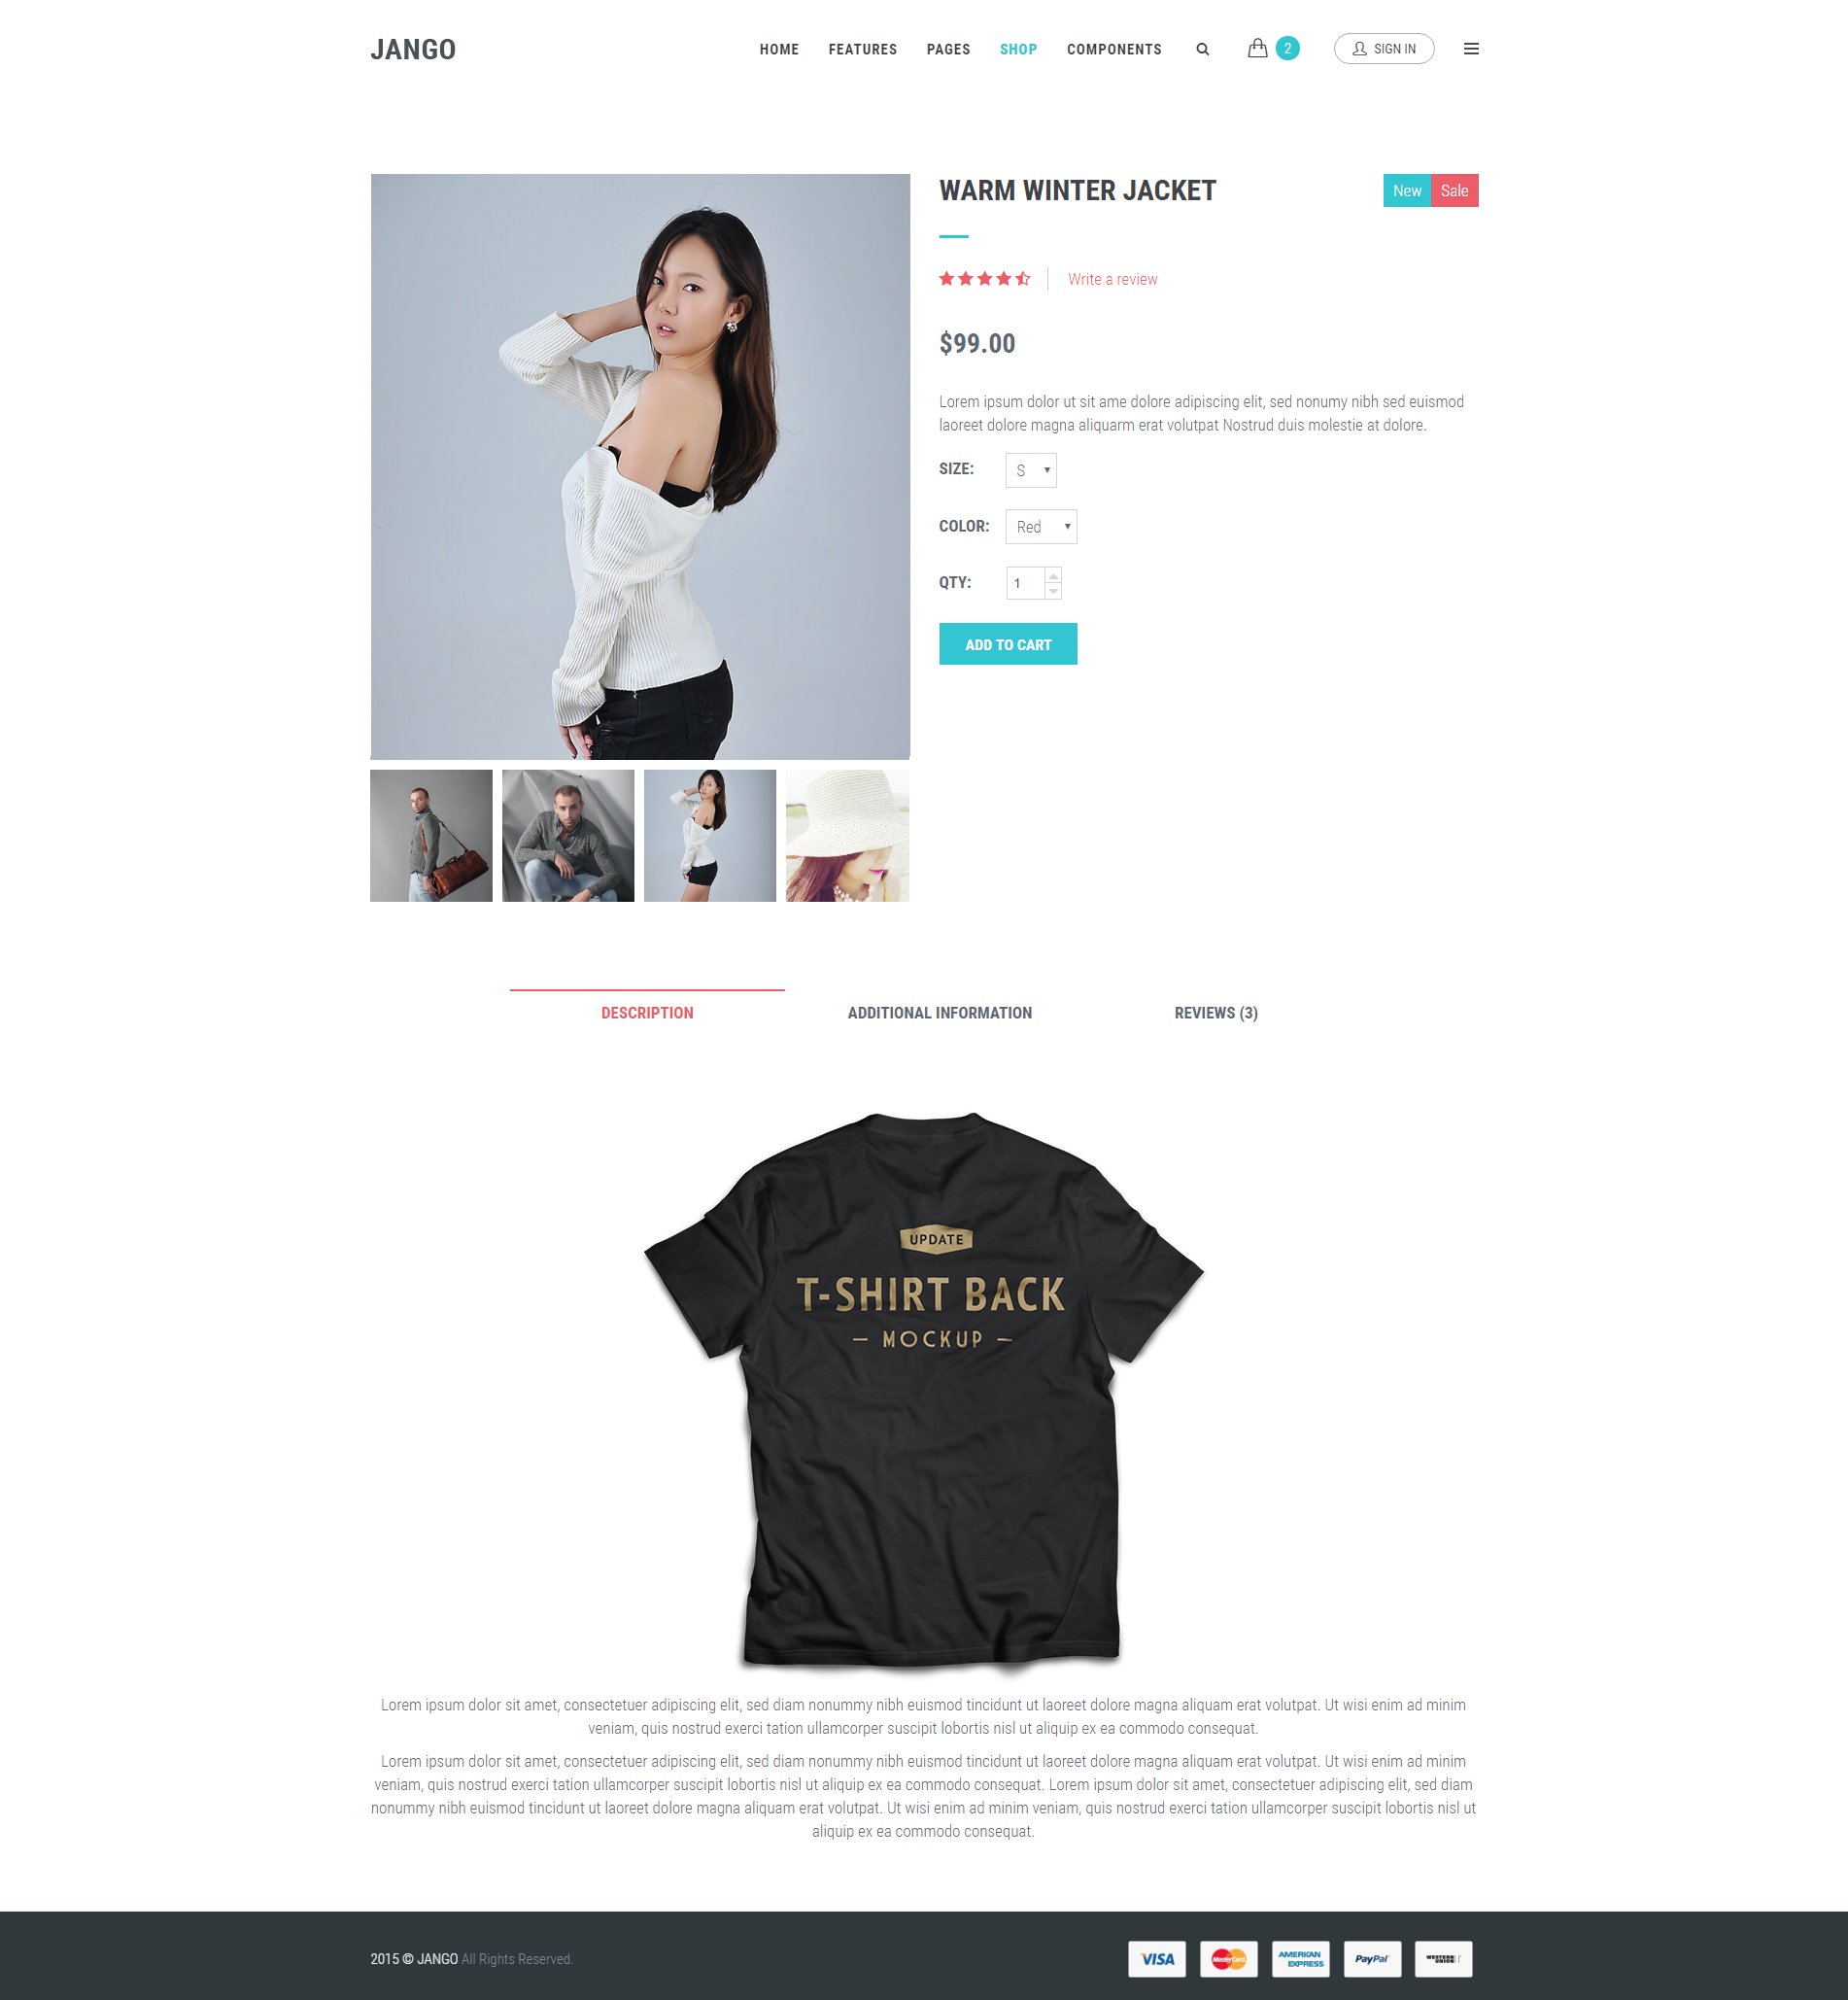 JANGO
HOME FEATURES PAGES SHOP COMPONENTS 2 SIGN IN
WARM WINTER JACKET
New Sale
Write a review
$99.00
Lorem ipsum dolor ut sit ame dolore adipiscing elit, sed nonumy nibh sed euismod
laoreet dolore magna aliquarm erat volutpat Nostrud duis molestie at dolore.
SIZE: S
COLOR: Red
QTY: 1
ADD TO CART
DESCRIPTION ADDITIONAL INFORMATION REVIEWS (3)
UPDATE
T-SHIRT BACK
— MOCKUP —
Lorem ipsum dolor sit amet, consectetuer adipiscing elit, sed diam nonummy nibh euismod tincidunt ut laoreet dolore magna aliquam erat volutpat. Ut wisi enim ad minim
veniam, quis nostrud exerci tation ullamcorper suscipit lobortis nisl ut aliquip ex ea commodo consequat.
Lorem ipsum dolor sit amet, consectetuer adipiscing elit, sed diam nonummy nibh euismod tincidunt ut laoreet dolore magna aliquam erat volutpat. Ut wisi enim ad minim
veniam, quis nostrud exerci tation ullamcorper suscipit lobortis nisl ut aliquip ex ea commodo consequat. Lorem ipsum dolor sit amet, consectetuer adipiscing elit, sed diam
nonummy nibh euismod tincidunt ut laoreet dolore magna aliquam erat volutpat. Ut wisi enim ad minim veniam, quis nostrud exerci tation ullamcorper suscipit lobortis nisl ut
aliquip ex ea commodo consequat.
2015 © JANGO All Rights Reserved.
VISA
MasterCard
AMERICAN
EXPRESS
PayPal
WESTERN
UNION